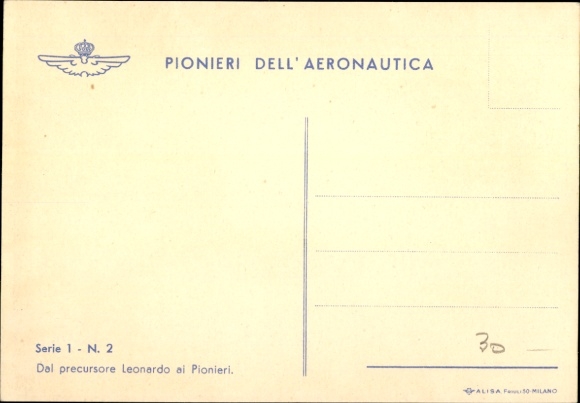 PIONIERI DELL'AERONAUTICA
Serie 1 - N. 2
Dal precursore Leonardo ai Pionieri.
30 —
ALISA MILANO